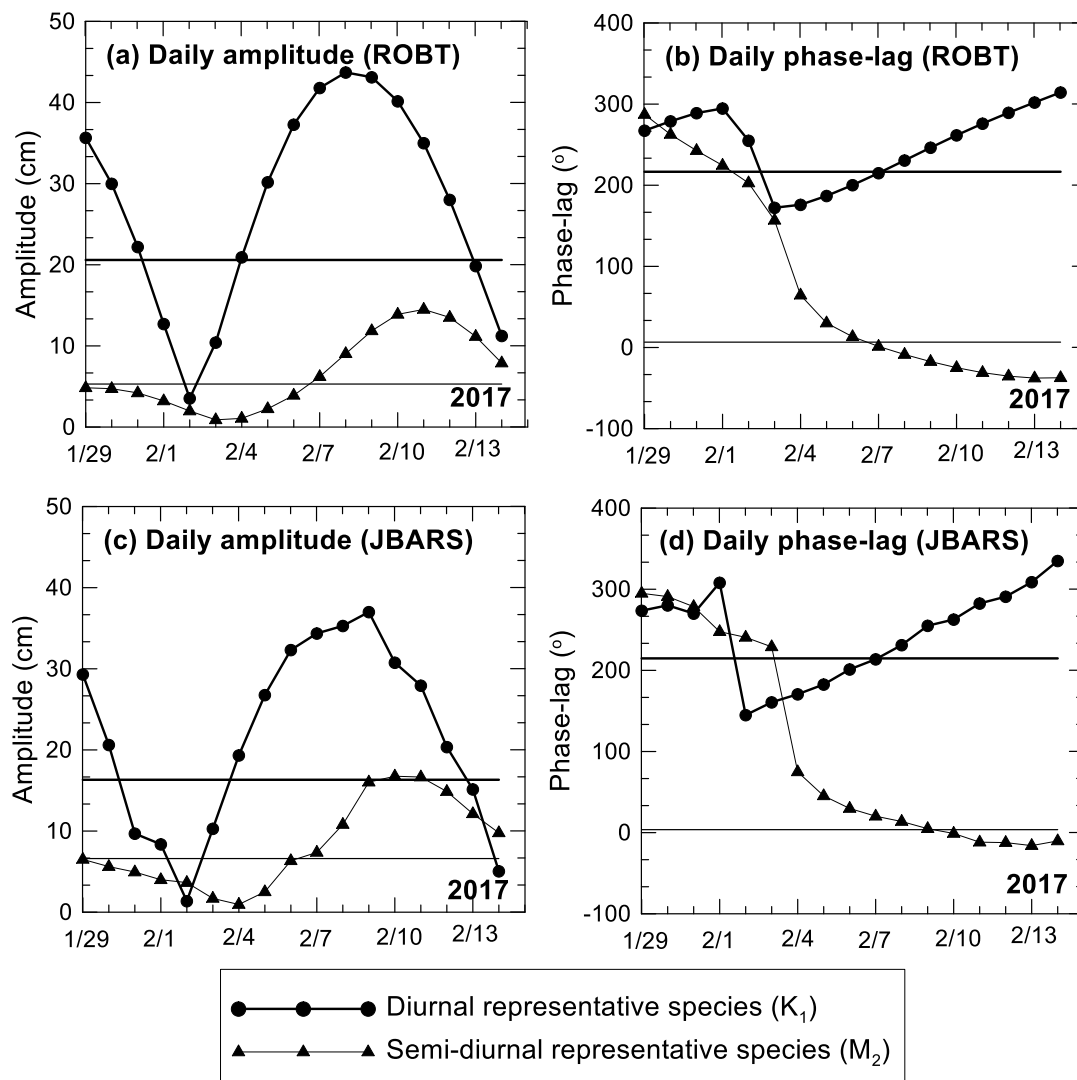 (a) Daily amplitude (ROBT)
Amplitude (cm)
50
40
30
20
10
0
2017
1/29 2/1 2/4 2/7 2/10 2/13
(b) Daily phase-lag (ROBT)
Phase-lag (o)
400
300
200
100
0
-100
2017
1/29 2/1 2/4 2/7 2/10 2/13
(c) Daily amplitude (JBARS)
Amplitude (cm)
50
40
30
20
10
0
2017
1/29 2/1 2/4 2/7 2/10 2/13
(d) Daily phase-lag (JBARS)
Phase-lag (o)
400
300
200
100
0
-100
2017
1/29 2/1 2/4 2/7 2/10 2/13
Diurnal representative species (K1)
Semi-diurnal representative species (M2)